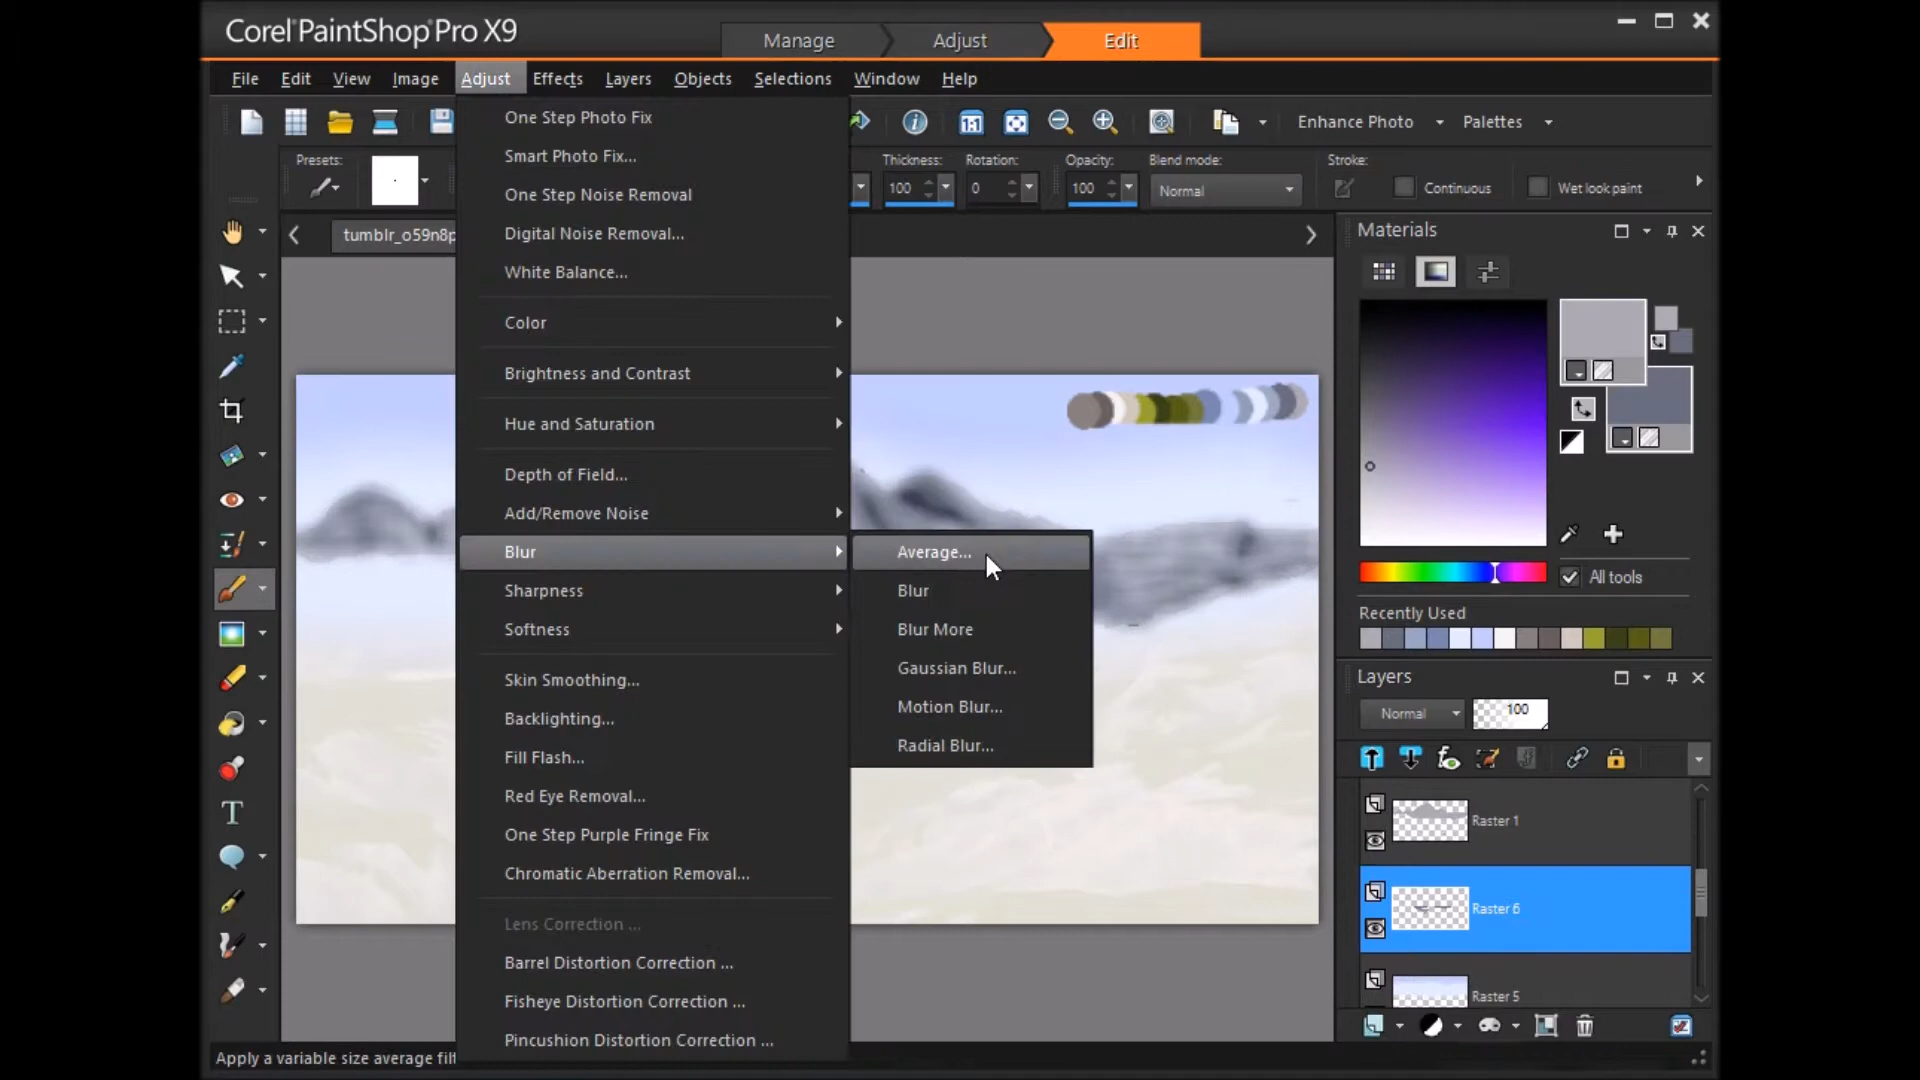 Corel PaintShop Pro X9
Manage
Adjust
Edit
File
Edit
View
Image
Adjust
Effects
Layers
Objects
Selections
Window
Help
Enhance Photo
Palettes
Presets:
Thickness:
100
Rotation:
0
Opacity:
100
Blend mode:
Normal
Stroke:
Continuous
Wet look paint
tumblr_o59n8p
One Step Photo Fix
Smart Photo Fix...
One Step Noise Removal
Digital Noise Removal...
White Balance...
Color
Brightness and Contrast
Hue and Saturation
Depth of Field...
Add/Remove Noise
Blur
Sharpness
Softness
Skin Smoothing...
Backlighting...
Fill Flash...
Red Eye Removal...
One Step Purple Fringe Fix
Chromatic Aberration Removal...
Lens Correction ...
Barrel Distortion Correction ...
Fisheye Distortion Correction ...
Pincushion Distortion Correction ...
Average...
Blur
Blur More
Gaussian Blur...
Motion Blur...
Radial Blur...
Materials
All tools
Recently Used
Layers
Normal
100
Raster 1
Raster 6
Raster 5
Apply a variable size average filt